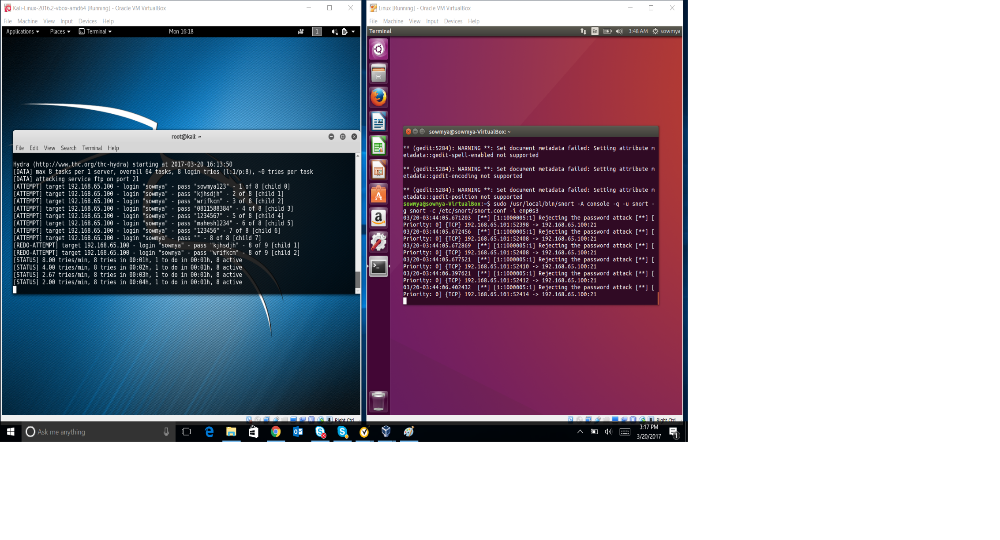 Kali-Linux-2016.2-vbox-amd64 [Running] - Oracle VM VirtualBox
File Machine View Input Devices Help
Applications Places Terminal Mon 16:18 1
root@kali: ~
File Edit View Search Terminal Help
Hydra (http://www.thc.org/thc-hydra) starting at 2017-03-20 16:13:50
[DATA] max 8 tasks per 1 server, overall 64 tasks, 8 login tries (l:1/p:8), ~0 tries per task
[DATA] attacking service ftp on port 21
[ATTEMPT] target 192.168.65.100 - login "sowmya" - pass "sowmya123" - 1 of 8 [child 0]
[ATTEMPT] target 192.168.65.100 - login "sowmya" - pass "kjhsdjh" - 2 of 8 [child 1]
[ATTEMPT] target 192.168.65.100 - login "sowmya" - pass "wrifkcm" - 3 of 8 [child 2]
[ATTEMPT] target 192.168.65.100 - login "sowmya" - pass "0811588384" - 4 of 8 [child 3]
[ATTEMPT] target 192.168.65.100 - login "sowmya" - pass "1234567" - 5 of 8 [child 4]
[ATTEMPT] target 192.168.65.100 - login "sowmya" - pass "mahesh1234" - 6 of 8 [child 5]
[ATTEMPT] target 192.168.65.100 - login "sowmya" - pass "123456" - 7 of 8 [child 6]
[ATTEMPT] target 192.168.65.100 - login "sowmya" - pass "" - 8 of 8 [child 7]
[REDO-ATTEMPT] target 192.168.65.100 - login "sowmya" - pass "kjhsdjh" - 8 of 9 [child 1]
[REDO-ATTEMPT] target 192.168.65.100 - login "sowmya" - pass "wrifkcm" - 8 of 9 [child 2]
[STATUS] 8.00 tries/min, 8 tries in 00:01h, 1 to do in 00:01h, 8 active
[STATUS] 4.00 tries/min, 8 tries in 00:02h, 1 to do in 00:01h, 8 active
[STATUS] 2.67 tries/min, 8 tries in 00:03h, 1 to do in 00:01h, 8 active
[STATUS] 2.00 tries/min, 8 tries in 00:04h, 1 to do in 00:01h, 8 active
Right Ctrl
Linux [Running] - Oracle VM VirtualBox
File Machine View Input Devices Help
Terminal En 3:48 AM sowmya
sowmya@sowmya-VirtualBox: ~
** (gedit:5284): WARNING **: Set document metadata failed: Setting attribute m
etadata::gedit-spell-enabled not supported
** (gedit:5284): WARNING **: Set document metadata failed: Setting attribute m
etadata::gedit-encoding not supported
** (gedit:5284): WARNING **: Set document metadata failed: Setting attribute m
etadata::gedit-position not supported
sowmya@sowmya-VirtualBox:~$ sudo /usr/local/bin/snort -A console -q -u snort -
g snort -c /etc/snort/snort.conf -i enp0s3
03/20-03:44:05.671203 [**] [1:1000005:1] Rejecting the password attack [**] [
Priority: 0] {TCP} 192.168.65.101:52398 -> 192.168.65.100:21
03/20-03:44:05.672456 [**] [1:1000005:1] Rejecting the password attack [**] [
Priority: 0] {TCP} 192.168.65.101:52408 -> 192.168.65.100:21
03/20-03:44:05.672869 [**] [1:1000005:1] Rejecting the password attack [**] [
Priority: 0] {TCP} 192.168.65.101:52408 -> 192.168.65.100:21
03/20-03:44:05.677521 [**] [1:1000005:1] Rejecting the password attack [**] [
Priority: 0] {TCP} 192.168.65.101:52410 -> 192.168.65.100:21
03/20-03:44:06.397621 [**] [1:1000005:1] Rejecting the password attack [**] [
Priority: 0] {TCP} 192.168.65.101:52412 -> 192.168.65.100:21
03/20-03:44:06.402432 [**] [1:1000005:1] Rejecting the password attack [**] [
Priority: 0] {TCP} 192.168.65.101:52414 -> 192.168.65.100:21
Right Ctrl
Ask me anything
3:17 PM
3/20/2017
1